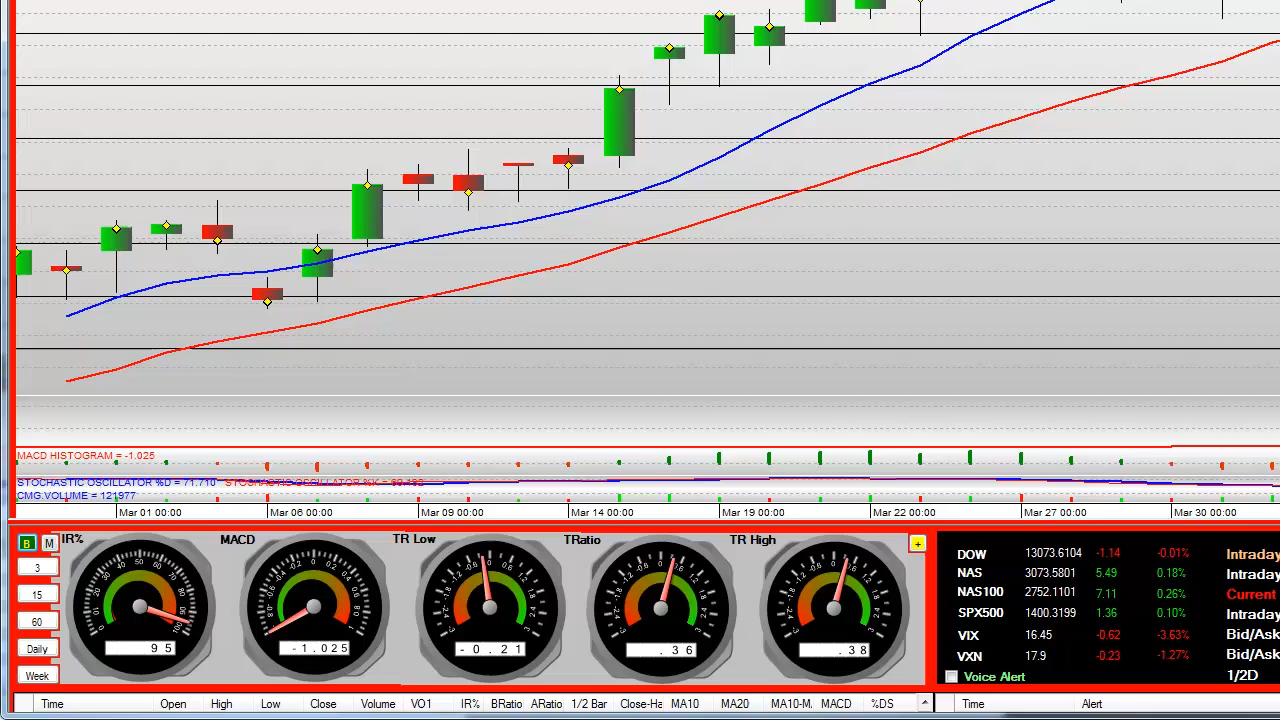 MACD HISTOGRAM = -1.025
STOCHASTIC OSCILLATOR %D = 71.710
CMG.VOLUME = 121977
Mar 01 00:00 Mar 06 00:00 Mar 09 00:00 Mar 14 00:00 Mar 19 00:00 Mar 22 00:00 Mar 27 00:00 Mar 30 00:00
B M IR% MACD TR Low TRatio TR High +
3
15
60
Daily
Week
95 -1.025 -0.21 .36 .38
DOW 13073.6104 -1.14 -0.01% Intraday
NAS 3073.5801 5.49 0.18% Intraday
NAS100 2752.1101 7.11 0.26% Current
SPX500 1400.3199 1.36 0.10% Intraday
VIX 16.45 -0.62 -3.63% Bid/Ask
VXN 17.9 -0.23 -1.27% Bid/Ask
Voice Alert 1/2D
Time Open High Low Close Volume VO1 IR% BRatio ARatio 1/2 Bar Close-Ha MA10 MA20 MA10-M. MACD %DS Time Alert